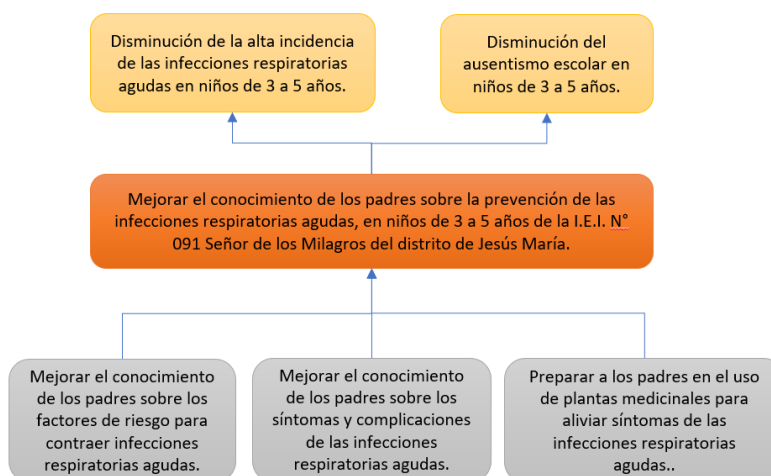 Disminución de la alta incidencia
de las infecciones respiratorias
agudas en niños de 3 a 5 años.
Disminución del
ausentismo escolar en
niños de 3 a 5 años.
Mejorar el conocimiento de los padres sobre la prevención de las
infecciones respiratorias agudas, en niños de 3 a 5 años de la I.E.I. N°
091 Señor de los Milagros del distrito de Jesús María.
Mejorar el conocimiento
de los padres sobre los
factores de riesgo para
contraer infecciones
respiratorias agudas.
Mejorar el conocimiento
de los padres sobre los
síntomas y complicaciones
de las infecciones
respiratorias agudas.
Preparar a los padres en el uso
de plantas medicinales para
aliviar síntomas de las
infecciones respiratorias
agudas..